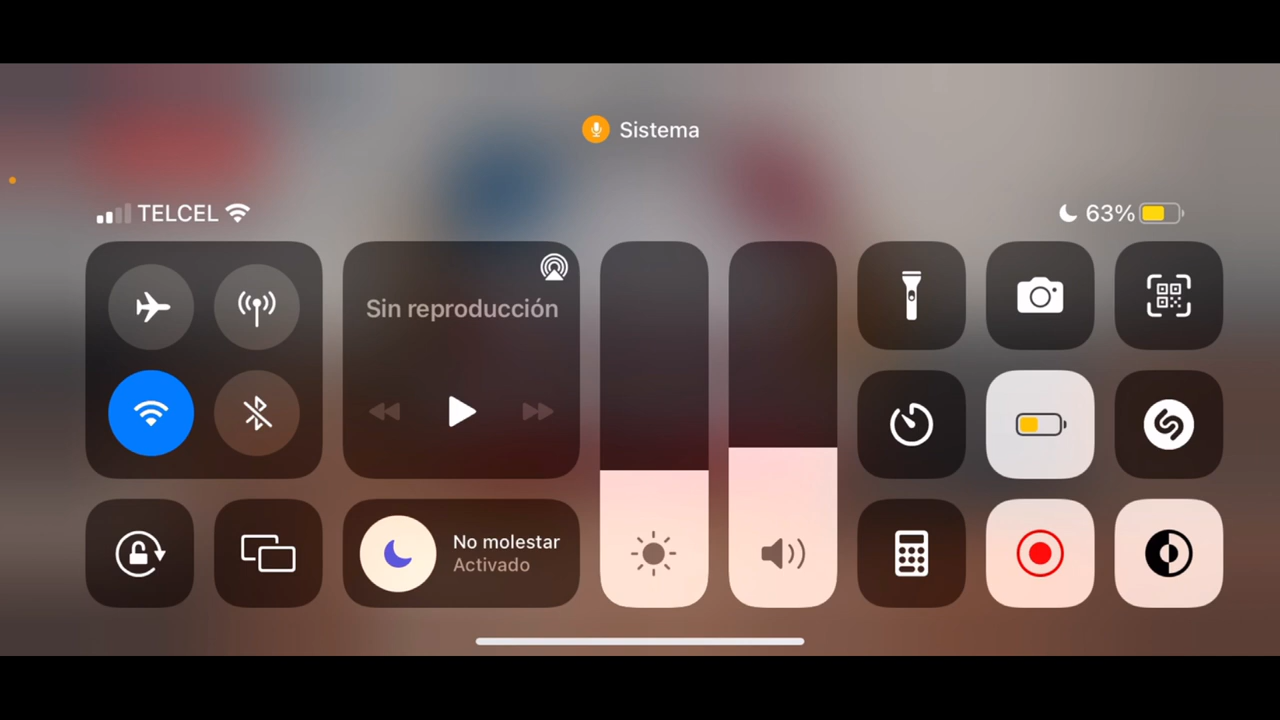 Sistema
TELCEL
63%
Sin reproducción
No molestar
Activado